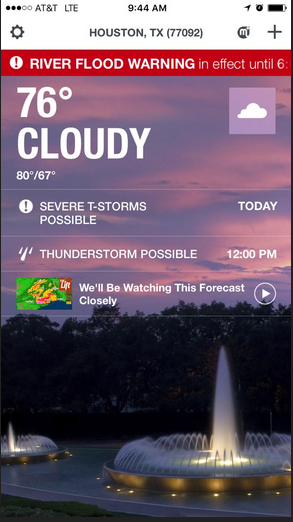 AT&T LTE 9:44 AM
HOUSTON, TX (77092)
RIVER FLOOD WARNING in effect until 6:
76°
CLOUDY
80°/67°
SEVERE T-STORMS TODAY
POSSIBLE
THUNDERSTORM POSSIBLE 12:00 PM
We'll Be Watching This Forecast
Closely